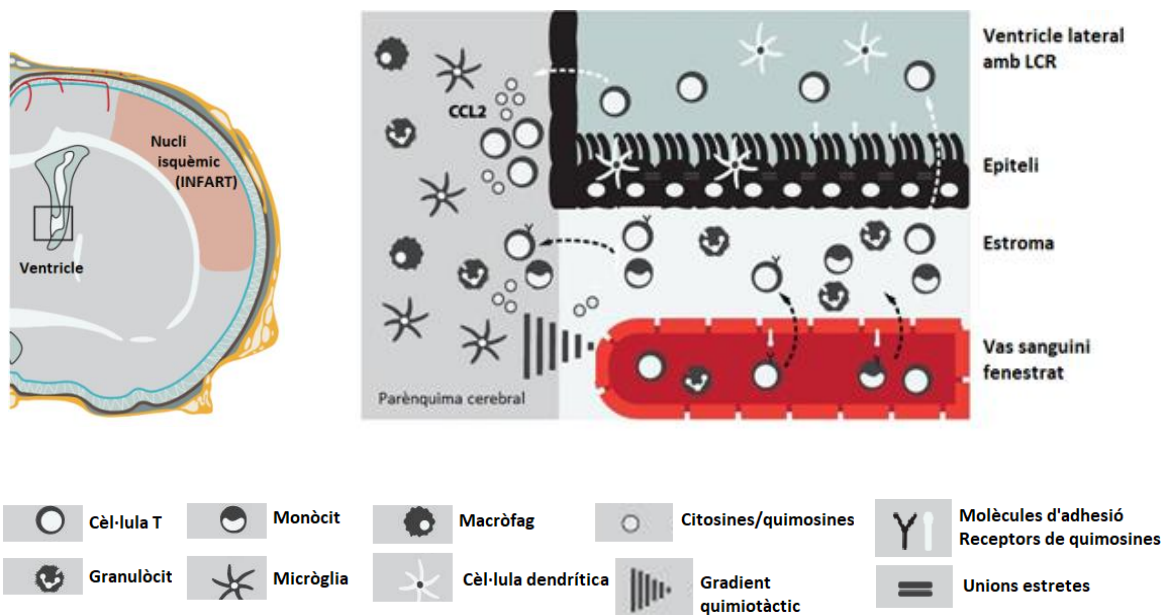 Nucli
isquèmic
(INFART)
Ventricle
CCL2
Parènquima cerebral
Ventricle lateral
amb LCR
Epiteli
Estroma
Vas sanguini
fenestrat
Cèl·lula T
Monòcit
Macròfag
Citosines/quimosines
Molècules d'adhesió
Receptors de quimosines
Granulòcit
Micròglia
Cèl·lula dendrítica
Gradient
quimiotàctic
Unions estretes